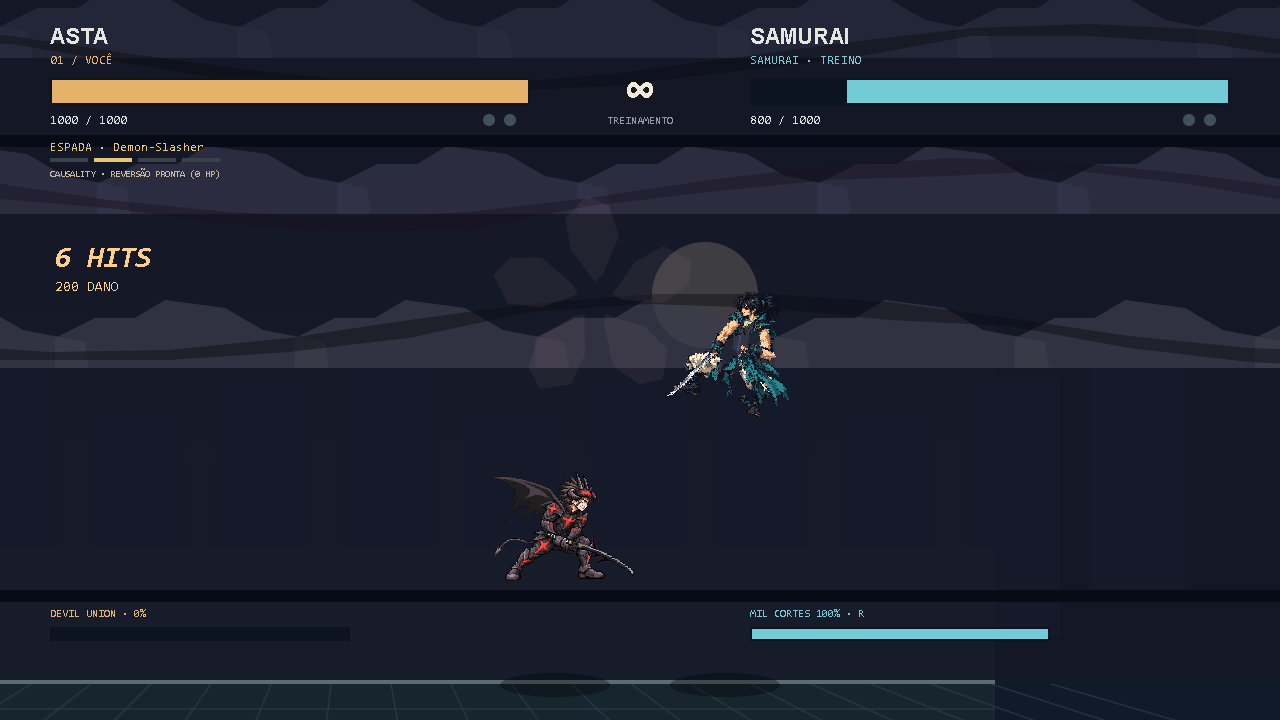 ASTA
01 / VOCÊ
1000 / 1000
SAMURAI
SAMURAI · TREINO
800 / 1000
∞
TREINAMENTO
ESPADA · Demon-Slasher
CAUSALITY · REVERSÃO PRONTA (0 HP)
6 HITS
200 DANO
DEVIL UNION · 0%
MIL CORTES 100% · R